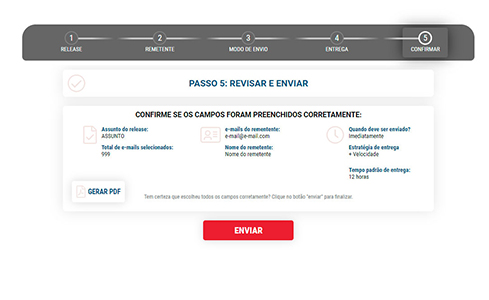 1 2 3 4 5
RELEASE REMETENTE MODO DE ENVIO ENTREGA CONFIRMAR
PASSO 5: REVISAR E ENVIAR
CONFIRME SE OS CAMPOS FORAM PREENCHIDOS CORRETAMENTE:
Assunto do release:
ASSUNTO
Total de e-mails selecionados:
999
e-mails do rementente:
e-mail@e-mail.com
Nome do remetente:
Nome do remetente
Quando deve ser enviado?
Imediatamente
Estratégia de entrega
+ Velocidade
Tempo padrão de entrega:
12 horas
GERAR PDF
Tem certeza que escolheu todos os campos corretamente? Clique no botão "enviar" para finalizar.
ENVIAR